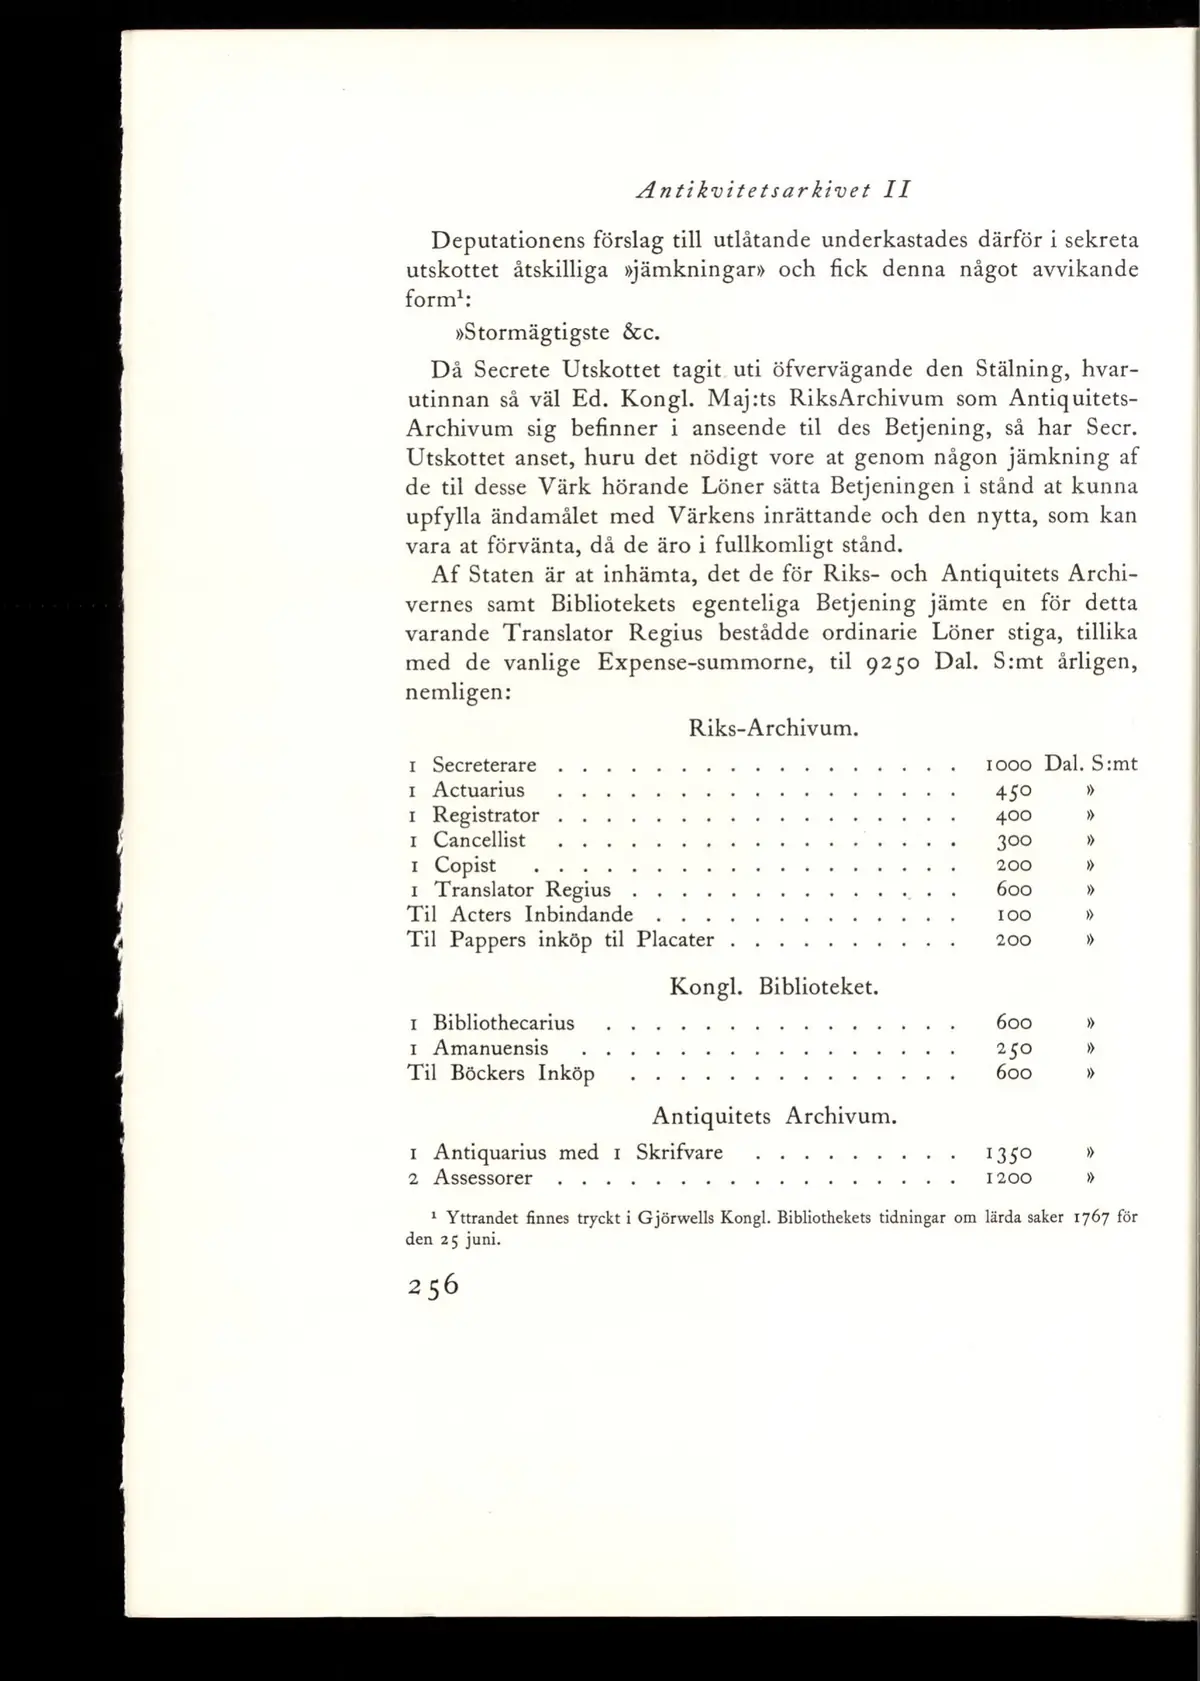 Antikvitetsarkivet II
Deputationens förslag till utlåtande underkastades därför i sekreta
utskottet åtskilliga »jämkningar» och fick denna något avvikande
form¹:
»Stormägtigste &c.
Då Secrete Utskottet tagit uti öfvervägande den Stälning, hvar-
utinnan så väl Ed. Kongl. Maj:ts RiksArchivum som Antiquitets-
Archivum sig befinner i anseende til des Betjening, så har Secr.
Utskottet anset, huru det nödigt vore at genom någon jämkning af
de til desse Värk hörande Löner sätta Betjeningen i stånd at kunna
upfylla ändamålet med Värkens inrättande och den nytta, som kan
vara at förvänta, då de äro i fullkomligt stånd.
Af Staten är at inhämta, det de för Riks- och Antiquitets Archi-
vernes samt Bibliotekets egenteliga Betjening jämte en för detta
varande Translator Regius bestådde ordinarie Löner stiga, tillika
med de vanlige Expense-summorne, til 9250 Dal. S:mt årligen,
nemligen:
Riks-Archivum.
1 Secreterare . . . . . . . . . . . . . . . . . 1000 Dal. S:mt
1 Actuarius . . . . . . . . . . . . . . . . . 450 »
1 Registrator . . . . . . . . . . . . . . . . . 400 »
1 Cancellist . . . . . . . . . . . . . . . . . 300 »
1 Copist . . . . . . . . . . . . . . . . . . 200 »
1 Translator Regius . . . . . . . . . . . . . . 600 »
Til Acters Inbindande . . . . . . . . . . . . . 100 »
Til Pappers inköp til Placater . . . . . . . . . . 200 »
Kongl. Biblioteket.
1 Bibliothecarius . . . . . . . . . . . . . . . 600 »
1 Amanuensis . . . . . . . . . . . . . . . . 250 »
Til Böckers Inköp . . . . . . . . . . . . . . 600 »
Antiquitets Archivum.
1 Antiquarius med 1 Skrifvare . . . . . . . . . 1350 »
2 Assessorer . . . . . . . . . . . . . . . . . 1200 »
¹ Yttrandet finnes tryckt i Gjörwells Kongl. Bibliothekets tidningar om lärda saker 1767 för
den 25 juni.
256